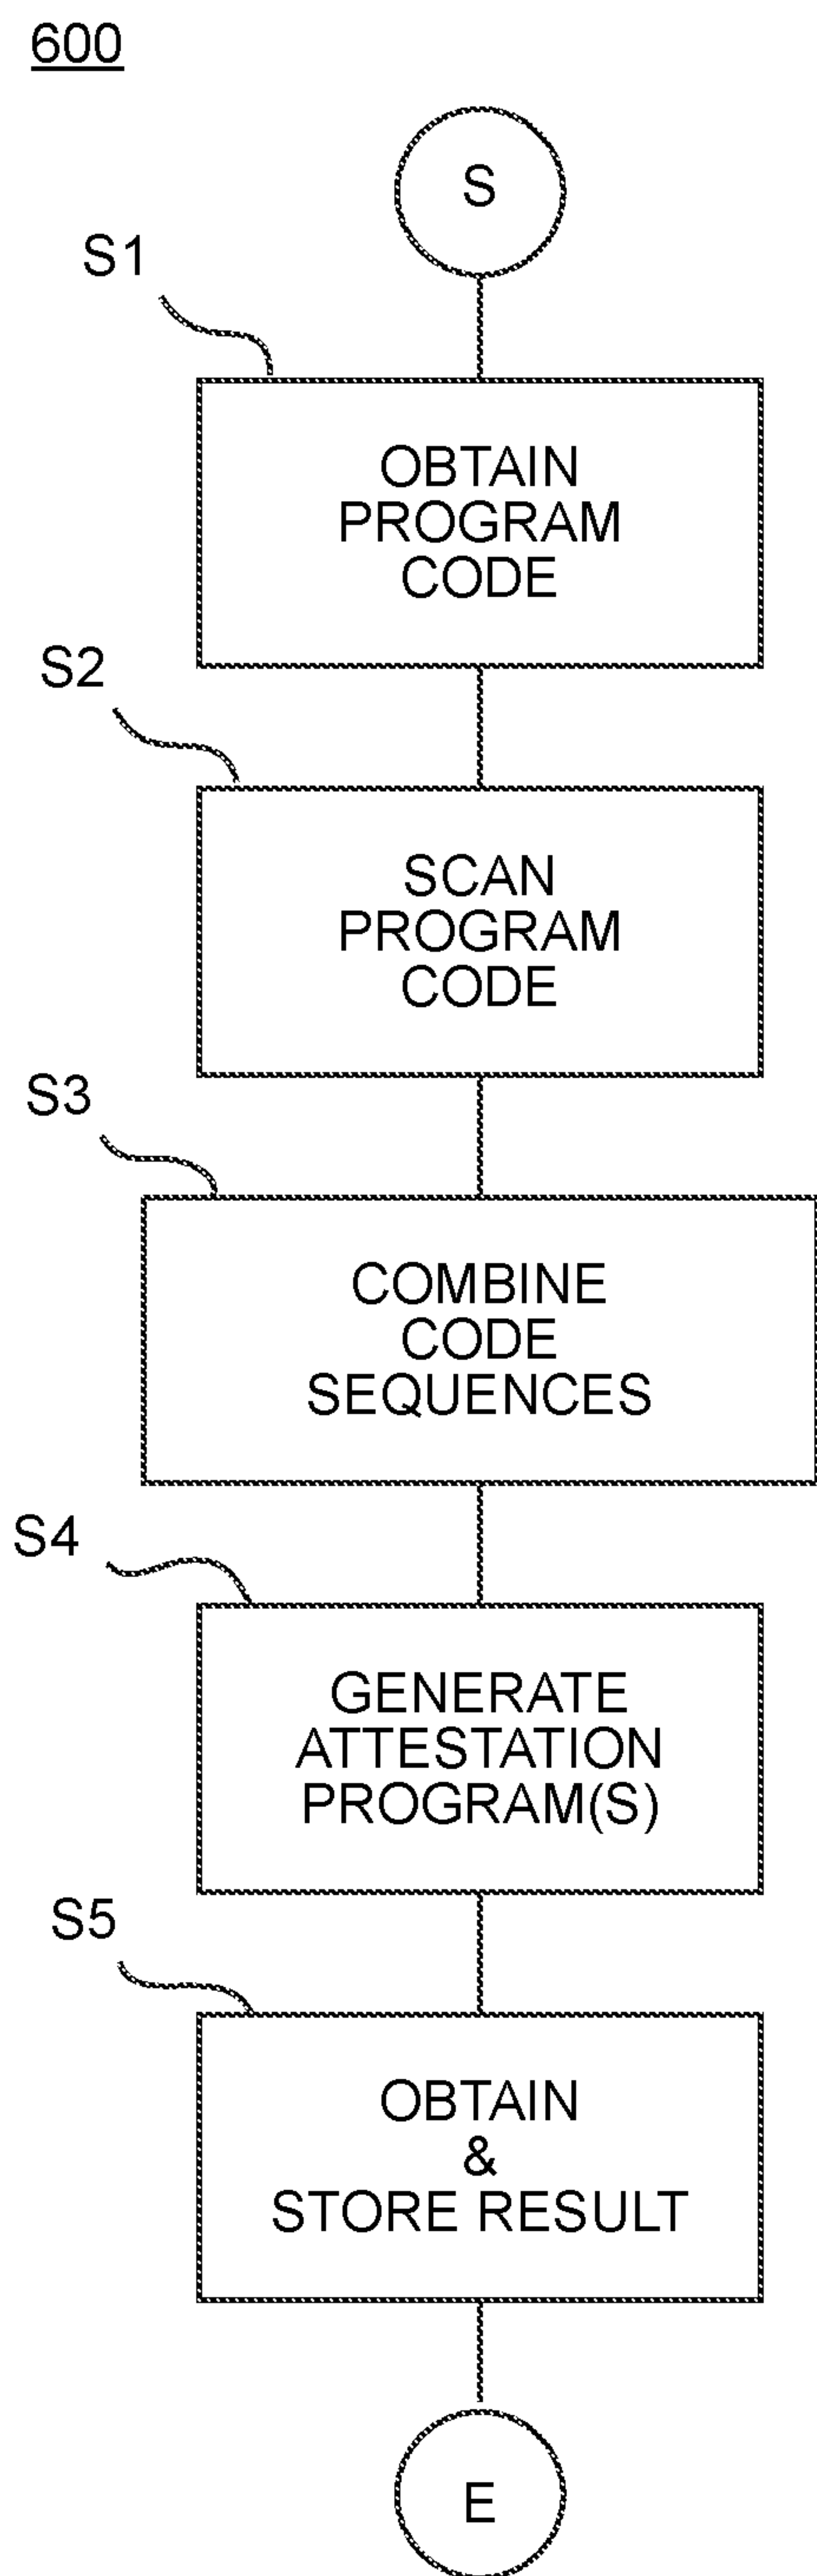 600
S
S1
OBTAIN
PROGRAM
CODE
S2
SCAN
PROGRAM
CODE
S3
COMBINE
CODE
SEQUENCES
S4
GENERATE
ATTESTATION
PROGRAM(S)
S5
OBTAIN
&
STORE RESULT
E